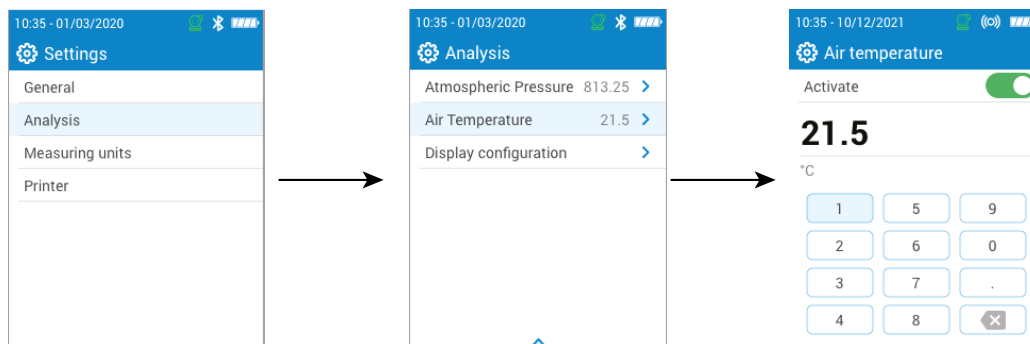 10:35 - 01/03/2020
Settings
General
Analysis
Measuring units
Printer
10:35 - 01/03/2020
Analysis
Atmospheric Pressure 813.25
Air Temperature 21.5
Display configuration
10:35 - 10/12/2021
Air temperature
Activate
21.5
°C
1 5 9
2 6 0
3 7 .
4 8